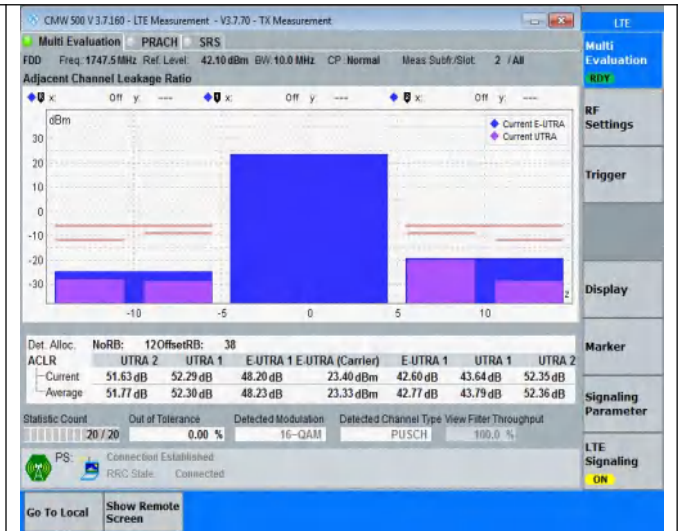 CMW 500 V 3.7.160 - LTE Measurement - V3.7.70 - TX Measurement
LTE
Multi Evaluation PRACH SRS
Multi Evaluation
RDY
FDD Freq.:1747.5 MHz Ref. Level: 42.10 dBm BW: 10.0 MHz CP :Normal Meas Subfr./Slot: 2 / All
Adjacent Channel Leakage Ratio
x: Off y: --- x: Off y: --- x: Off y: ---
RF Settings
dBm
Current E-UTRA
Current UTRA
30
20
10
0
-10
-20
-30
Trigger
2
-10 -5 0 5 10
Display
Det. Alloc. NoRB: 12 OffsetRB: 38
ACLR UTRA 2 UTRA 1 E-UTRA 1 E-UTRA (Carrier) E-UTRA 1 UTRA 1 UTRA 2
Current 51.63 dB 52.29 dB 48.20 dB 23.40 dBm 42.60 dB 43.64 dB 52.35 dB
Average 51.77 dB 52.30 dB 48.23 dB 23.33 dBm 42.77 dB 43.79 dB 52.36 dB
Marker
Signaling Parameter
Statistic Count Out of Tolerance Detected Modulation Detected Channel Type View Filter Throughput
20 / 20 0.00 % 16-QAM PUSCH 100.0 %
PS: Connection Established
RRC State Connected
LTE Signaling
ON
Go To Local
Show Remote Screen